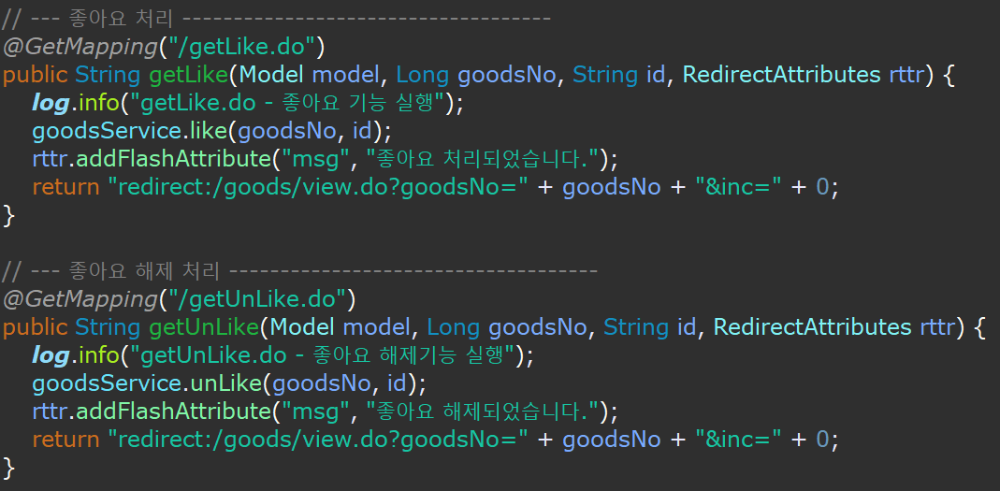 // --- 좋아요 처리 ------------------------------------
@GetMapping("/getLike.do")
public String getLike(Model model, Long goodsNo, String id, RedirectAttributes rttr) {
log.info("getLike.do - 좋아요 기능 실행");
goodsService.like(goodsNo, id);
rttr.addFlashAttribute("msg", "좋아요 처리되었습니다.");
return "redirect:/goods/view.do?goodsNo=" + goodsNo + "&inc=" + 0;
}
// --- 좋아요 해제 처리 ------------------------------------
@GetMapping("/getUnLike.do")
public String getUnLike(Model model, Long goodsNo, String id, RedirectAttributes rttr) {
log.info("getUnLike.do - 좋아요 해제기능 실행");
goodsService.unLike(goodsNo, id);
rttr.addFlashAttribute("msg", "좋아요 해제되었습니다.");
return "redirect:/goods/view.do?goodsNo=" + goodsNo + "&inc=" + 0;
}